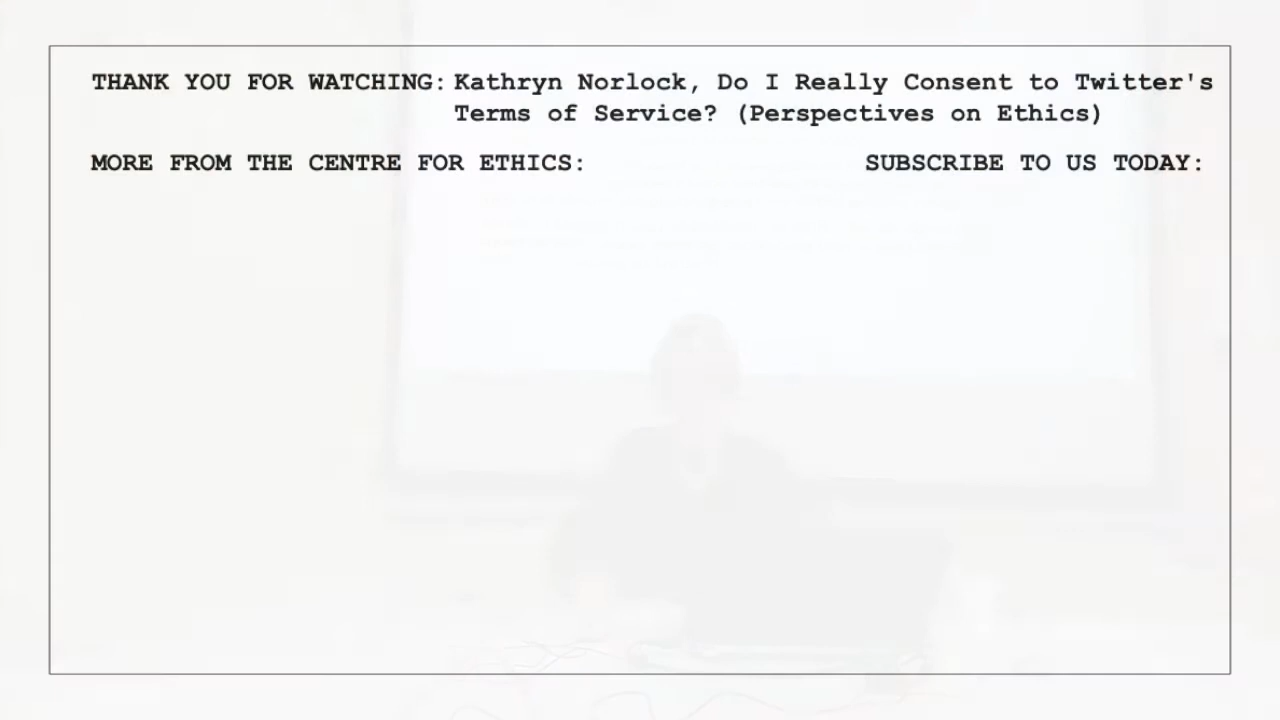 THANK YOU FOR WATCHING: Kathryn Norlock, Do I Really Consent to Twitter's
Terms of Service? (Perspectives on Ethics)
MORE FROM THE CENTRE FOR ETHICS: SUBSCRIBE TO US TODAY: